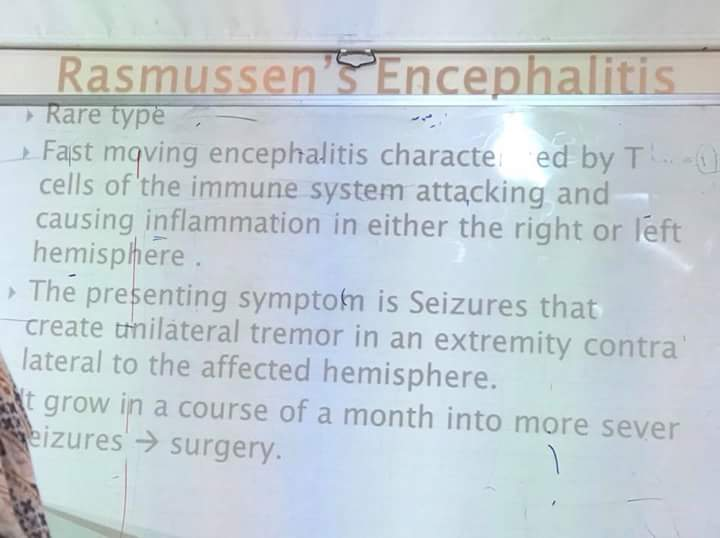 Rasmussen's Encephalitis
Rare type
Fast moving encephalitis characte ed by T
cells of the immune system attacking and
causing inflammation in either the right or left
hemisphere .
The presenting symptom is Seizures that
create unilateral tremor in an extremity contra
lateral to the affected hemisphere.
It grow in a course of a month into more sever
eizures → surgery.